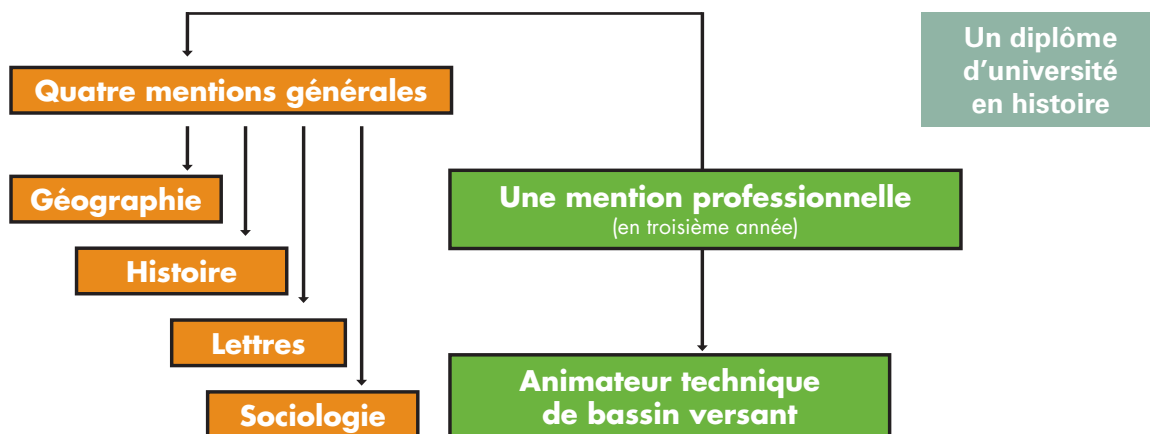 Un diplôme
d'université
en histoire
Quatre mentions générales
Géographie
Histoire
Lettres
Sociologie
Une mention professionnelle
(en troisième année)
Animateur technique
de bassin versant